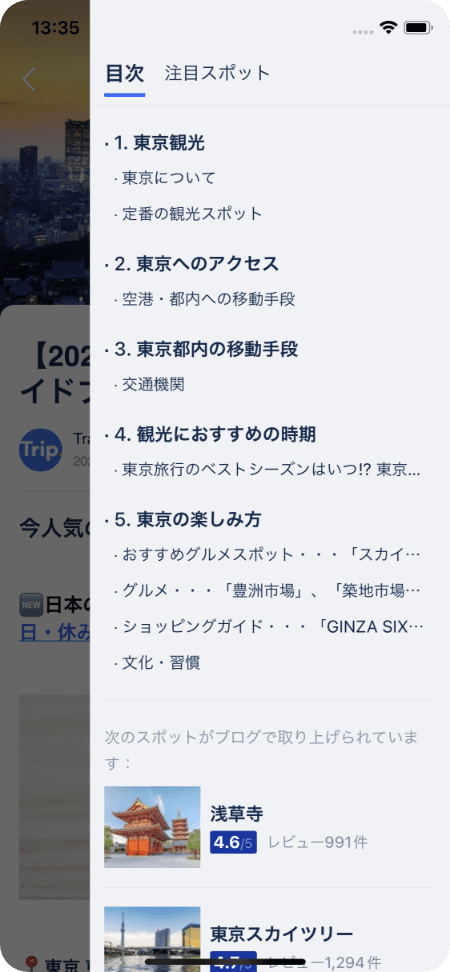 13:35
目次 注目スポット
· 1. 東京観光
· 東京について
· 定番の観光スポット
· 2. 東京へのアクセス
· 空港・都内への移動手段
· 3. 東京都内の移動手段
· 交通機関
· 4. 観光におすすめの時期
· 東京旅行のベストシーズンはいつ!? 東京...
· 5. 東京の楽しみ方
· おすすめグルメスポット・・・「スカイ…
· グルメ・・・「豊洲市場」、「築地市場…
· ショッピングガイド・・・「GINZA SIX…
· 文化・習慣
次のスポットがブログで取り上げられていま
す：
浅草寺
4.6/5 レビュー991件
東京スカイツリー
4.7/5 レビュー1,294件
【202
イドブ
Trip.
Tra
202
今人気の
NEW日本の
日・休み
東京